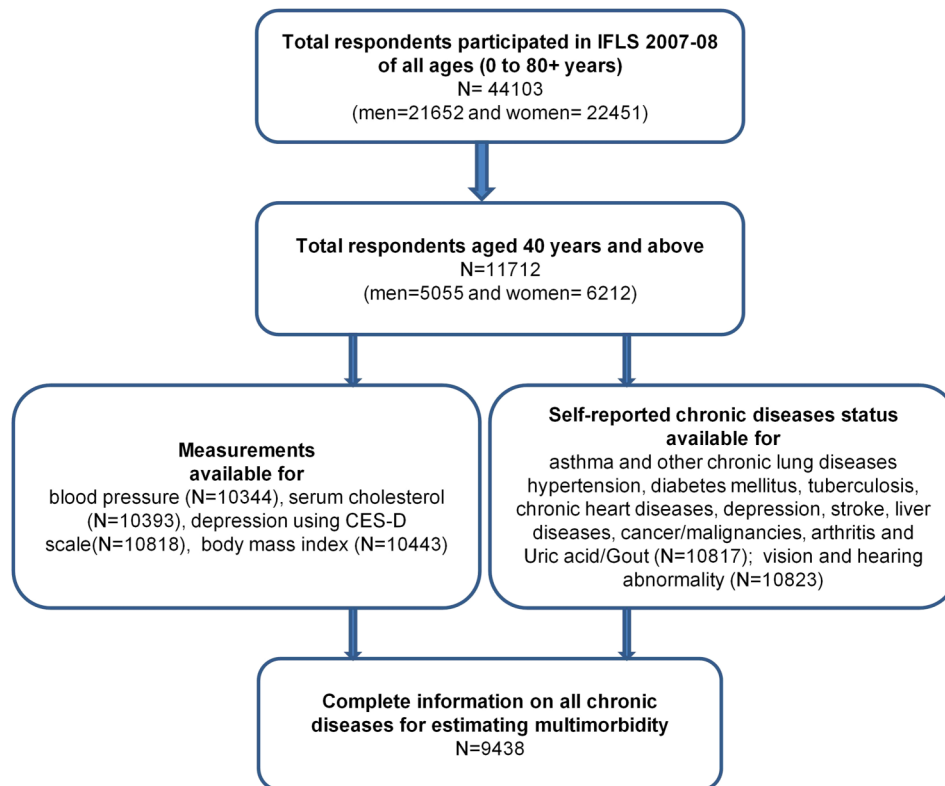 Total respondents participated in IFLS 2007-08
of all ages (0 to 80+ years)
N= 44103
(men=21652 and women= 22451)
Total respondents aged 40 years and above
N=11712
(men=5055 and women= 6212)
Measurements
available for
blood pressure (N=10344), serum cholesterol
(N=10393), depression using CES-D
scale(N=10818), body mass index (N=10443)
Self-reported chronic diseases status
available for
asthma and other chronic lung diseases
hypertension, diabetes mellitus, tuberculosis,
chronic heart diseases, depression, stroke, liver
diseases, cancer/malignancies, arthritis and
Uric acid/Gout (N=10817); vision and hearing
abnormality (N=10823)
Complete information on all chronic
diseases for estimating multimorbidity
N=9438